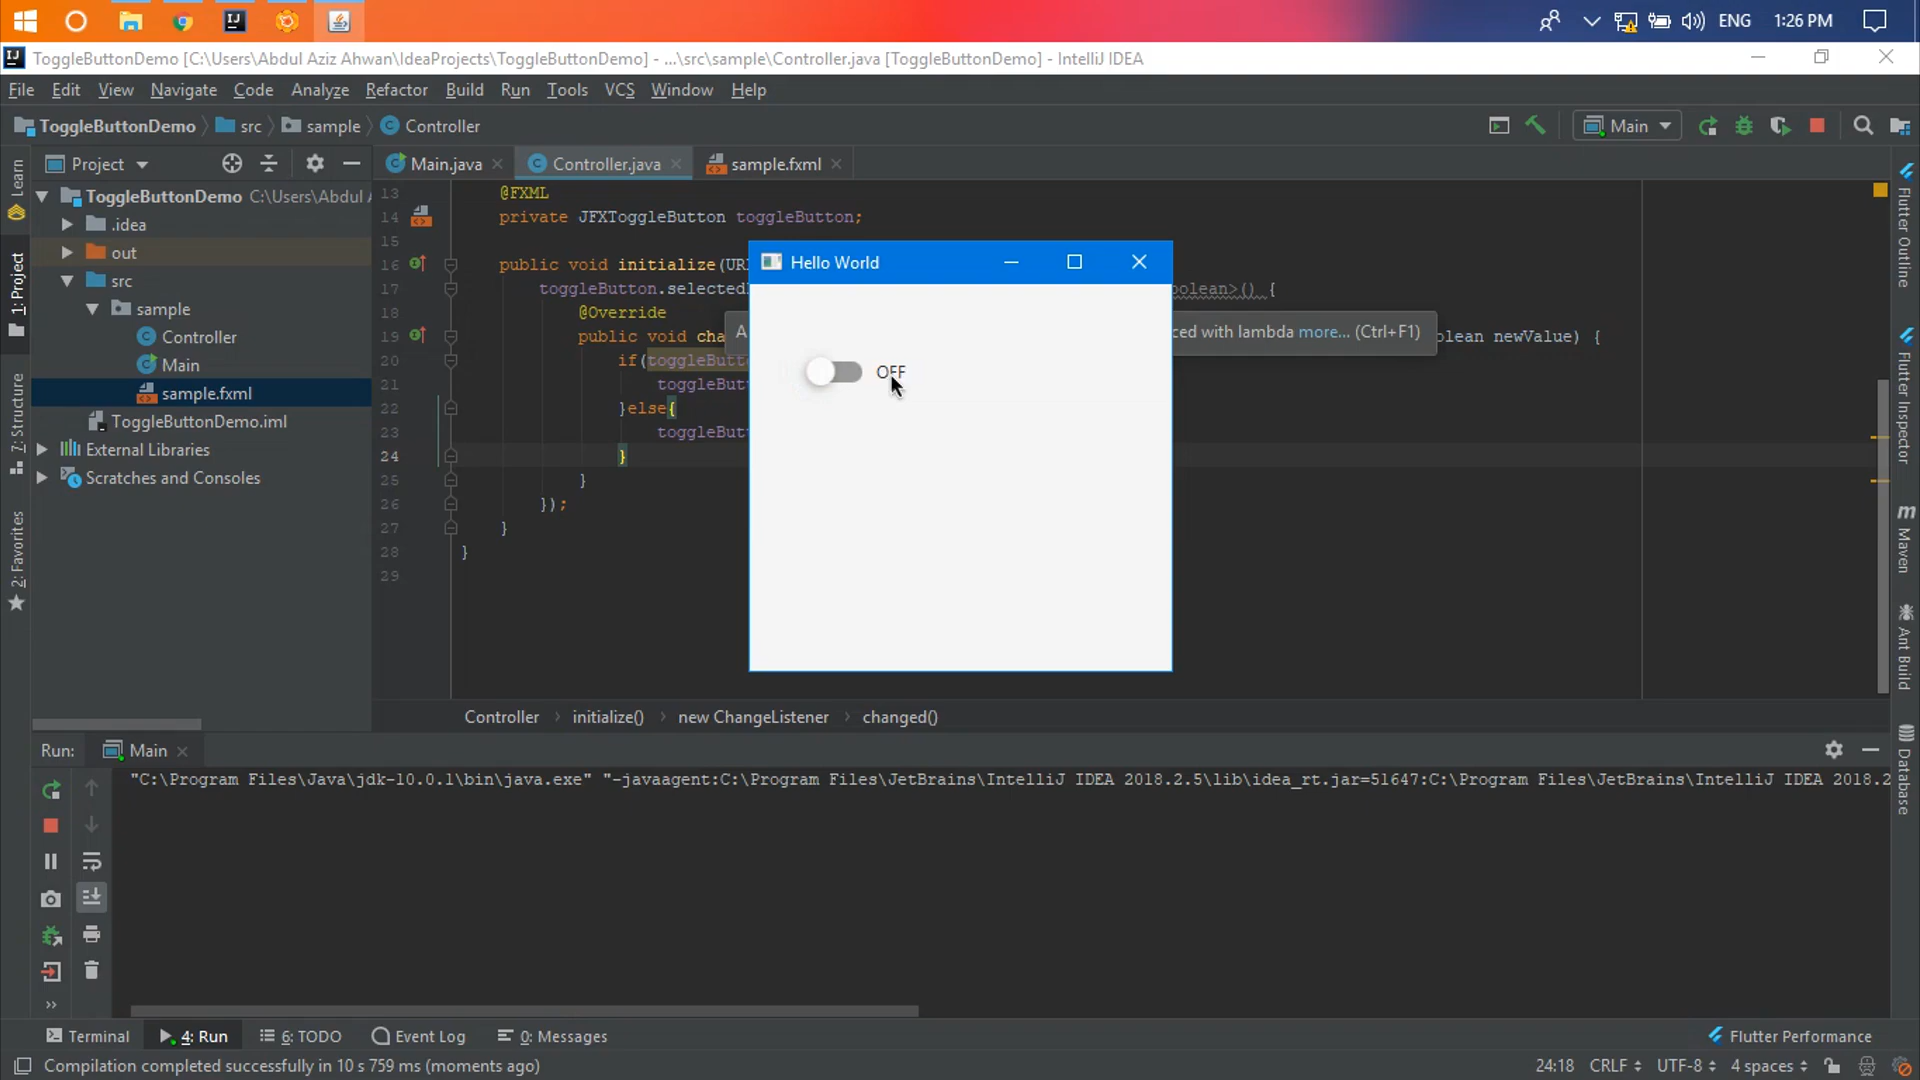 ENG
1:26 PM
ToggleButtonDemo [C:\Users\Abdul Aziz Ahwan\IdeaProjects\ToggleButtonDemo] - ...\src\sample\Controller.java [ToggleButtonDemo] - IntelliJ IDEA
File Edit View Navigate Code Analyze Refactor Build Run Tools VCS Window Help
ToggleButtonDemo src sample Controller
Main
Project
Main.java
Controller.java
sample.fxml
Learn
1: Project
7: Structure
2: Favorites
ToggleButtonDemo C:\Users\Abdul A
.idea
out
src
sample
Controller
Main
sample.fxml
ToggleButtonDemo.iml
External Libraries
Scratches and Consoles
13 @FXML
14 private JFXToggleButton toggleButton;
15
16 public void initialize(UR
17 toggleButton.selected olean>() {
18 @Override
19 public void cha olean newValue) {
20 if(toggleButt
21 toggleBut
22 }else{
23 toggleBut
24 }
25 }
26 });
27 }
28 }
29
Hello World
OFF
A
ced with lambda more... (Ctrl+F1)
Flutter Outline
Flutter Inspector
Maven
Ant Build
Database
Controller initialize() new ChangeListener changed()
Run: Main
"C:\Program Files\Java\jdk-10.0.1\bin\java.exe" "-javaagent:C:\Program Files\JetBrains\IntelliJ IDEA 2018.2.5\lib\idea_rt.jar=51647:C:\Program Files\JetBrains\IntelliJ IDEA 2018.2
Terminal 4: Run 6: TODO Event Log 0: Messages
Flutter Performance
Compilation completed successfully in 10 s 759 ms (moments ago)
24:18 CRLF UTF-8 4 spaces